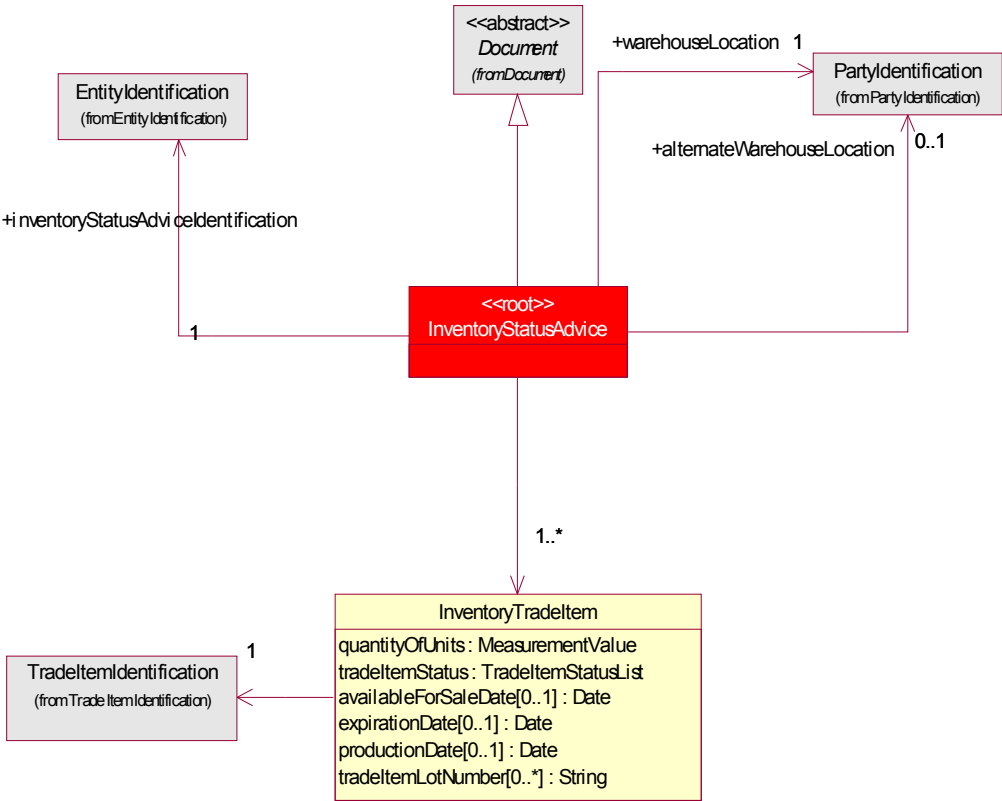 <<abstract>>
Document
(fromDocument)
+warehouseLocation 1
PartyIdentification
(fromPartyIdentification)
EntityIdentification
(fromEntityIdentification)
+alternateWarehouseLocation
0..1
+inventoryStatusAdviceIdentification
<<root>>
InventoryStatusAdvice
1
1..*
InventoryTradeItem
quantityOfUnits : MeasurementValue
tradeItemStatus : TradeItemStatusList
availableForSaleDate[0..1] : Date
expirationDate[0..1] : Date
productionDate[0..1] : Date
tradeItemLotNumber[0..*] : String
1
TradeItemIdentification
(fromTradeItemIdentification)